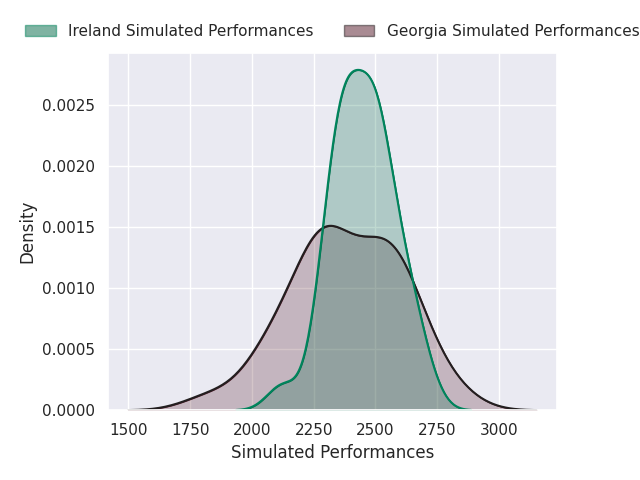 Ireland Simulated Performances Georgia Simulated Performances
0.0025
0.0020
0.0015
0.0010
0.0005
0.0000
Density
1500 1750 2000 2250 2500 2750 3000
Simulated Performances